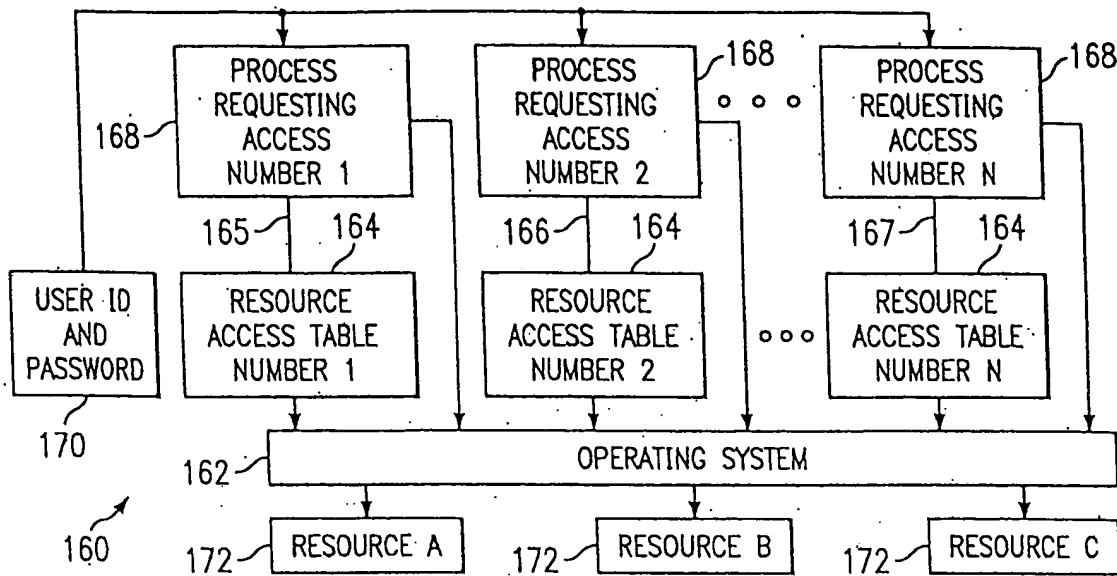 PROCESS
REQUESTING
ACCESS
NUMBER 1
168
PROCESS
REQUESTING
ACCESS
NUMBER 2
168
PROCESS
REQUESTING
ACCESS
NUMBER N
168
165
164
166
164
167
164
USER ID
AND
PASSWORD
170
RESOURCE
ACCESS TABLE
NUMBER 1
RESOURCE
ACCESS TABLE
NUMBER 2
RESOURCE
ACCESS TABLE
NUMBER N
162
OPERATING SYSTEM
160
172
RESOURCE A
172
RESOURCE B
172
RESOURCE C